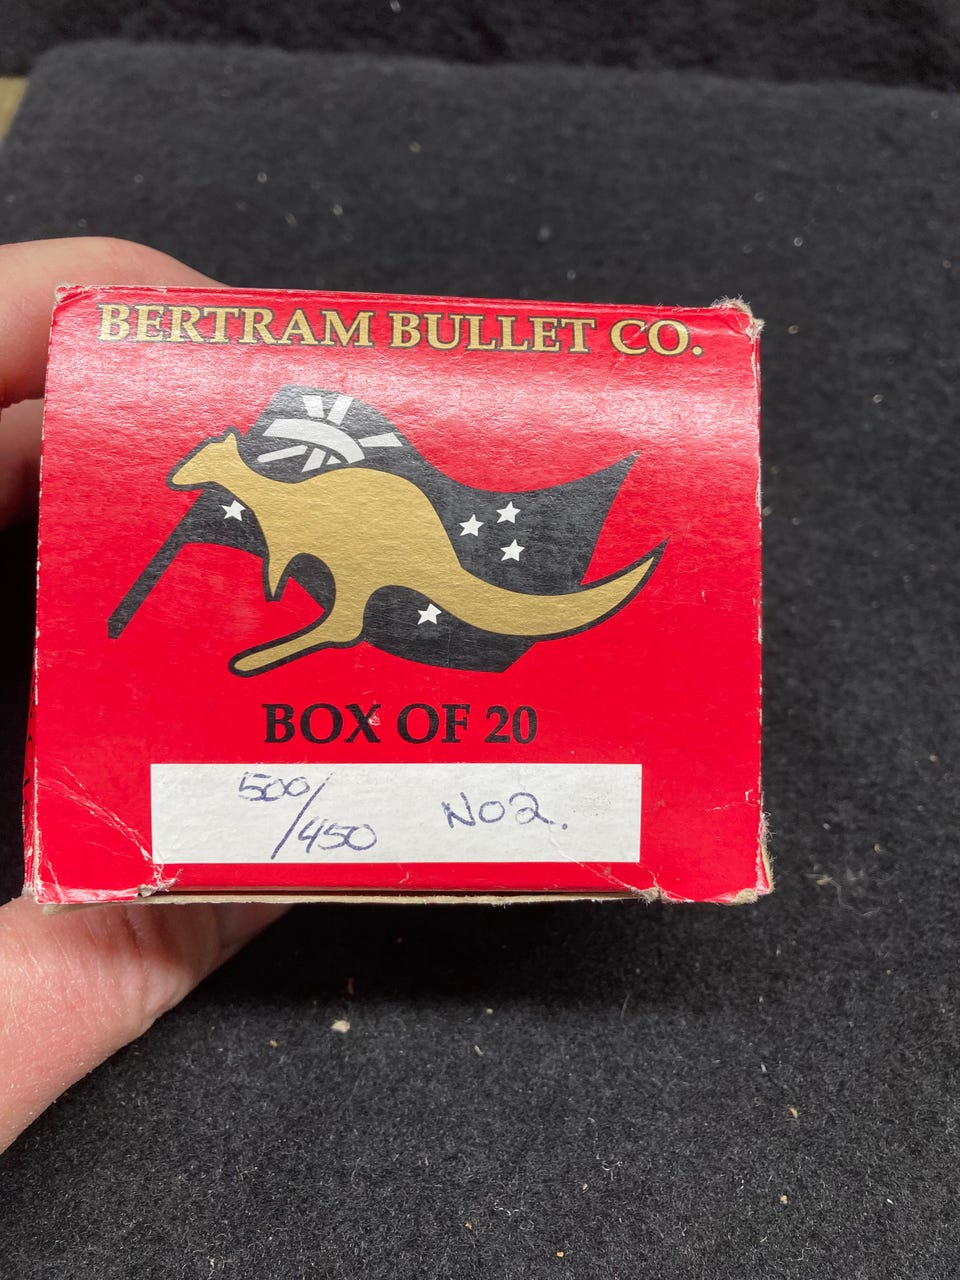 BERTRAM BULLET CO.
BOX OF 20
500/
/450 NO2.